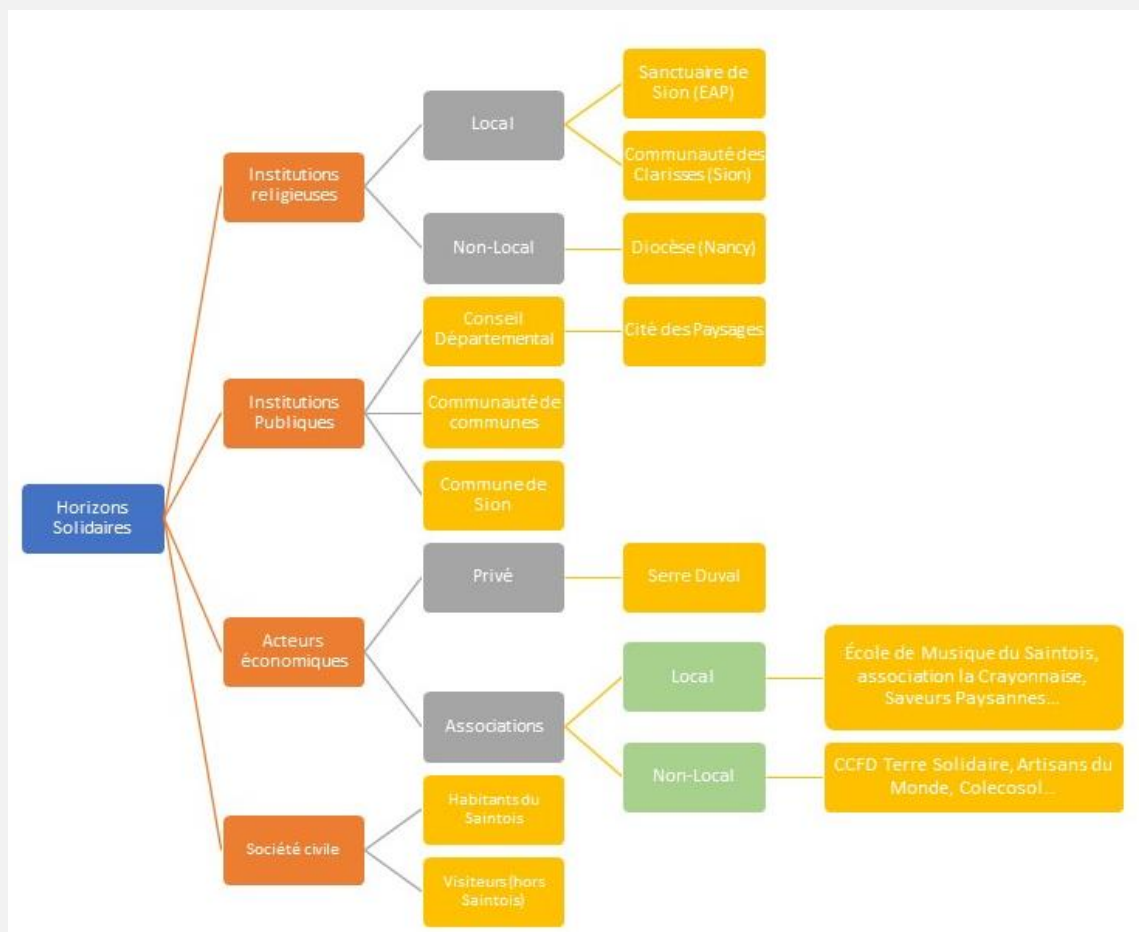 Horizons
Solidaires
Institutions
religieuses
Local
Sanctuaire de
Sion (EAP)
Communauté des
Clarisses (Sion)
Non-Local
Diocèse (Nancy)
Institutions
Publiques
Conseil
Départemental
Cité des Paysages
Communauté de
communes
Commune de
Sion
Acteurs
économiques
Privé
Serre Duval
Associations
Local
École de Musique du Saintois,
association la Crayonnaise,
Saveurs Paysannes...
Non-Local
CCFD Terre Solidaire, Artisans du
Monde, Colecosol...
Société civile
Habitants du
Saintois
Visiteurs (hors
Saintois)